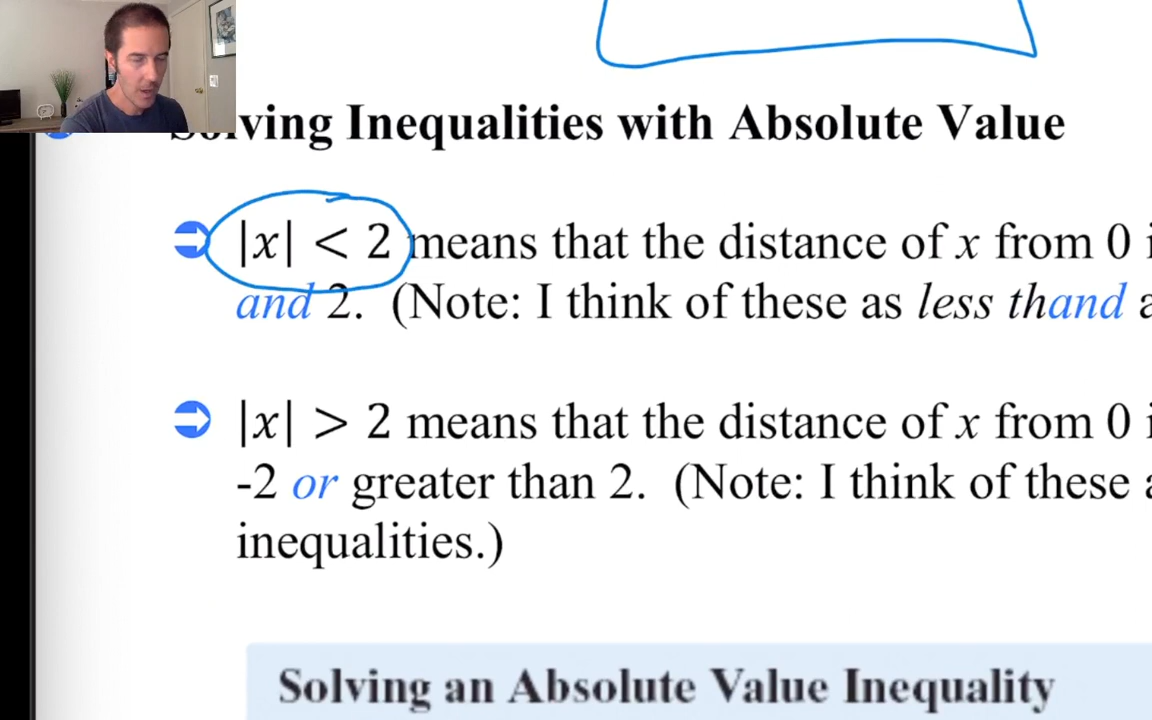 Solving Inequalities with Absolute Value
|x| < 2 means that the distance of x from 0
and 2. (Note: I think of these as less thand
|x| > 2 means that the distance of x from 0
-2 or greater than 2. (Note: I think of these
inequalities.)
Solving an Absolute Value Inequality